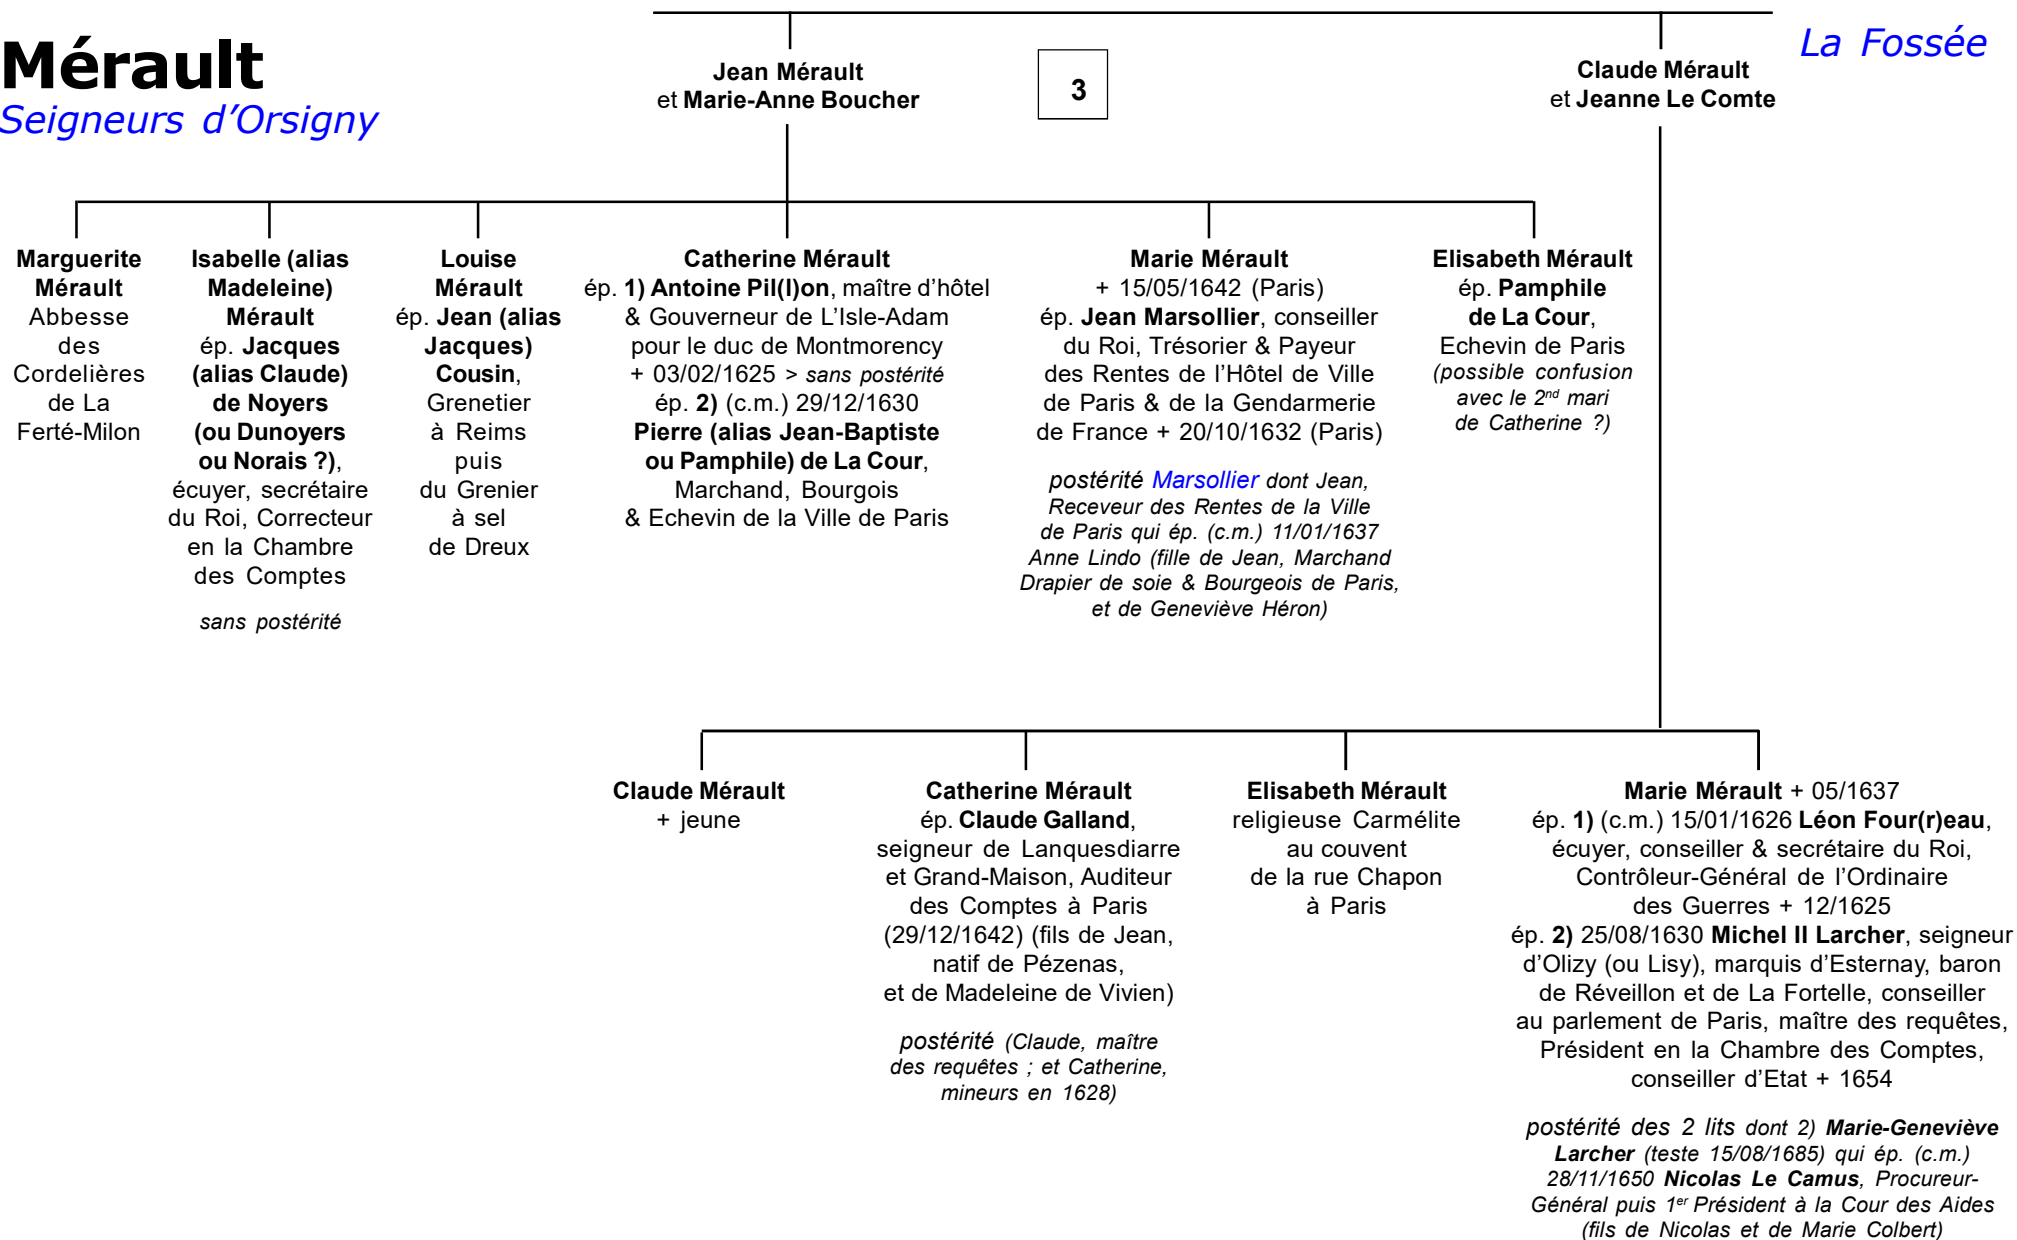 Mérault
Seigneurs d'Orsigny
La Fossée
3
Jean Mérault
et Marie-Anne Boucher
Claude Mérault
et Jeanne Le Comte
Marguerite
Mérault
Abbesse
des
Cordelières
de La
Ferté-Milon
Isabelle (alias
Madeleine)
Mérault
ép. Jacques
(alias Claude)
de Noyers
(ou Dunoyers
ou Norais ?),
écuyer, secrétaire
du Roi, Correcteur
en la Chambre
des Comptes
sans postérité
Louise
Mérault
ép. Jean (alias
Jacques)
Cousin,
Grenetier
à Reims
puis
du Grenier
à sel
de Dreux
Catherine Mérault
ép. 1) Antoine Pil(l)on, maître d'hôtel
& Gouverneur de L'Isle-Adam
pour le duc de Montmorency
+ 03/02/1625 > sans postérité
ép. 2) (c.m.) 29/12/1630
Pierre (alias Jean-Baptiste
ou Pamphile) de La Cour,
Marchand, Bourgois
& Echevin de la Ville de Paris
Marie Mérault
+ 15/05/1642 (Paris)
ép. Jean Marsollier, conseiller
du Roi, Trésorier & Payeur
des Rentes de l'Hôtel de Ville
de Paris & de la Gendarmerie
de France + 20/10/1632 (Paris)
postérité Marsollier dont Jean,
Receveur des Rentes de la Ville
de Paris qui ép. (c.m.) 11/01/1637
Anne Lindo (fille de Jean, Marchand
Drapier de soie & Bourgeois de Paris,
et de Geneviève Héron)
Elisabeth Mérault
ép. Pamphile
de La Cour,
Echevin de Paris
(possible confusion
avec le 2nd mari
de Catherine ?)
Claude Mérault
+ jeune
Catherine Mérault
ép. Claude Galland,
seigneur de Lanquesdiarre
et Grand-Maison, Auditeur
des Comptes à Paris
(29/12/1642) (fils de Jean,
natif de Pézenas,
et de Madeleine de Vivien)
postérité (Claude, maître
des requêtes ; et Catherine,
mineurs en 1628)
Elisabeth Mérault
religieuse Carmélite
au couvent
de la rue Chapon
à Paris
Marie Mérault + 05/1637
ép. 1) (c.m.) 15/01/1626 Léon Four(r)eau,
écuyer, conseiller & secrétaire du Roi,
Contrôleur-Général de l'Ordinaire
des Guerres + 12/1625
ép. 2) 25/08/1630 Michel II Larcher, seigneur
d'Olizy (ou Lisy), marquis d'Esternay, baron
de Réveillon et de La Fortelle, conseiller
au parlement de Paris, maître des requêtes,
Président en la Chambre des Comptes,
conseiller d'Etat + 1654
postérité des 2 lits dont 2) Marie-Geneviève
Larcher (teste 15/08/1685) qui ép. (c.m.)
28/11/1650 Nicolas Le Camus, Procureur-
Général puis 1er Président à la Cour des Aides
(fils de Nicolas et de Marie Colbert)